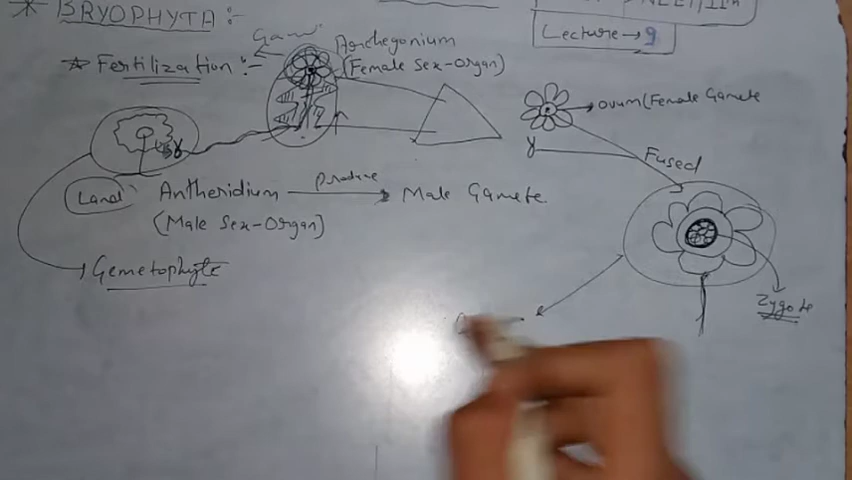 * BRYOPHYTA :-
Lecture → 9
* Fertilization :-
Archegonium
(Female Sex-Organ)
ovum (Female Gamete
Fused
Land
Antheridium produce → Male Gamete
(Male Sex-Organ)
Gemetophyte
Zygote